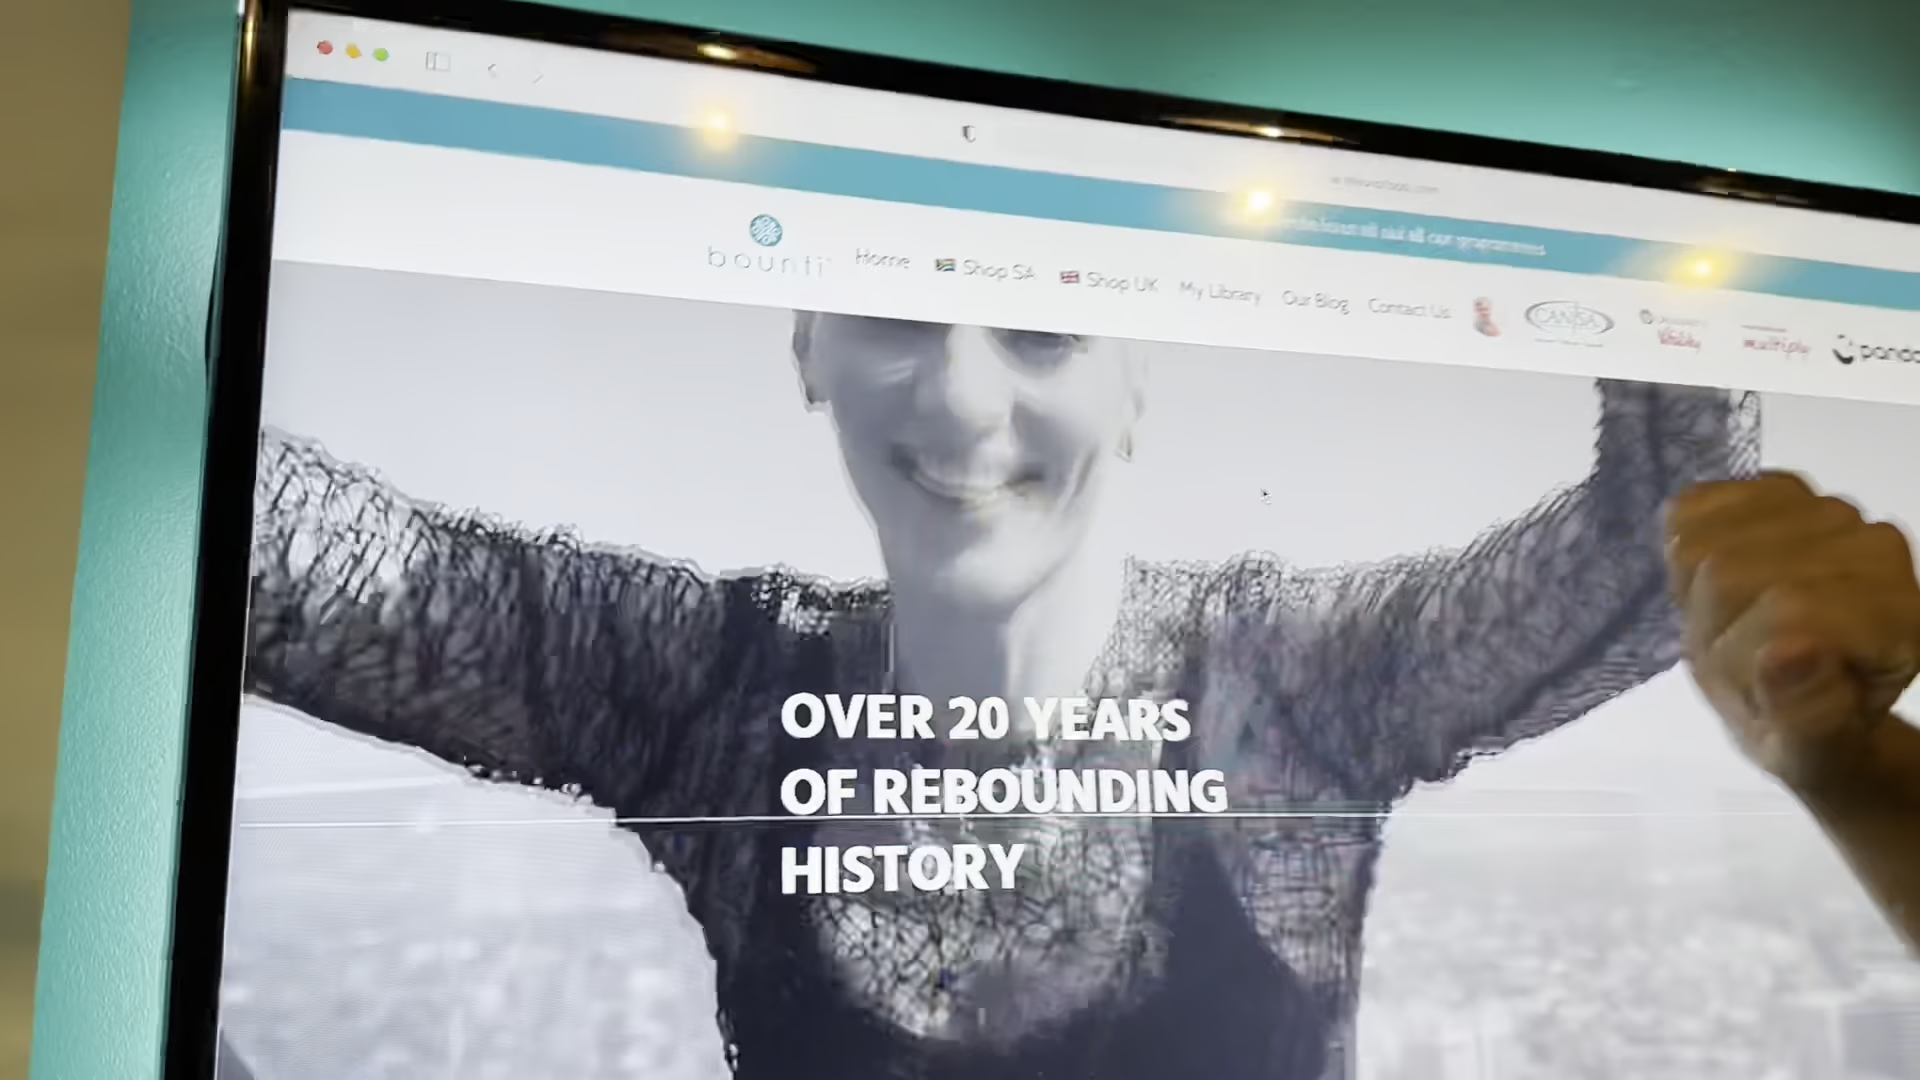 bounti
Home Shop SA Shop UK My Library Our Blog Contact Us
CANSA
Vitality
multiply
OVER 20 YEARS
OF REBOUNDING
HISTORY